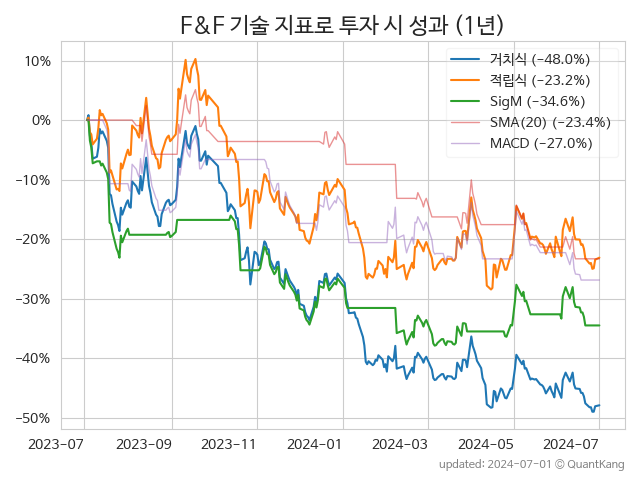 F&F 기술 지표로 투자 시 성과 (1년)
거치식 (−48.0%)
적립식 (−23.2%)
SigM (−34.6%)
SMA(20) (−23.4%)
MACD (−27.0%)
10%
0%
−10%
−20%
−30%
−40%
−50%
2023-07 2023-09 2023-11 2024-01 2024-03 2024-05 2024-07
updated: 2024-07-01 © QuantKang